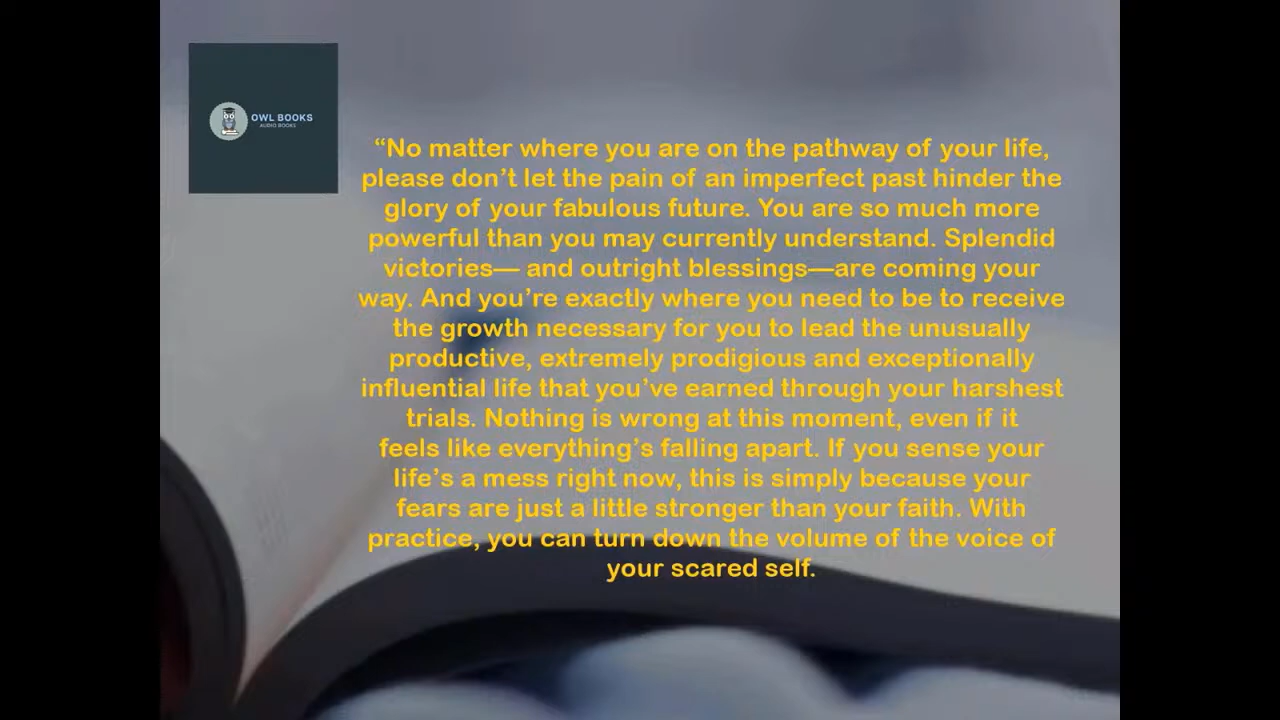 OWL BOOKS
AUDIO BOOKS
“No matter where you are on the pathway of your life,
please don’t let the pain of an imperfect past hinder the
glory of your fabulous future. You are so much more
powerful than you may currently understand. Splendid
victories— and outright blessings—are coming your
way. And you’re exactly where you need to be to receive
the growth necessary for you to lead the unusually
productive, extremely prodigious and exceptionally
influential life that you’ve earned through your harshest
trials. Nothing is wrong at this moment, even if it
feels like everything’s falling apart. If you sense your
life’s a mess right now, this is simply because your
fears are just a little stronger than your faith. With
practice, you can turn down the volume of the voice of
your scared self.